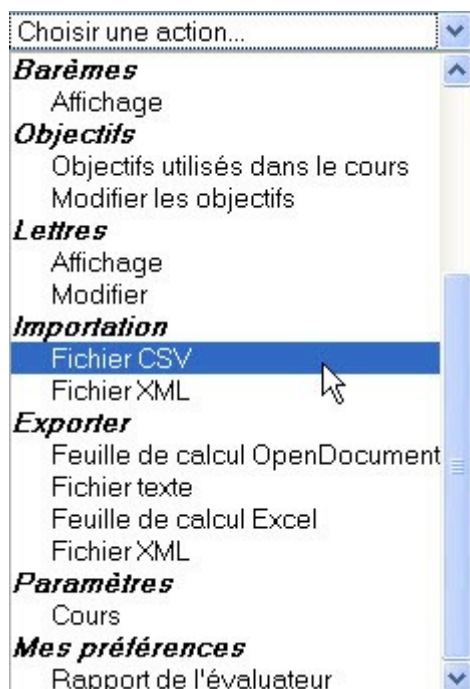 Choisir une action...
Barèmes
Affichage
Objectifs
Objectifs utilisés dans le cours
Modifier les objectifs
Lettres
Affichage
Modifier
Importation
Fichier CSV
Fichier XML
Exporter
Feuille de calcul OpenDocument
Fichier texte
Feuille de calcul Excel
Fichier XML
Paramètres
Cours
Mes préférences
Rapport de l'évaluateur